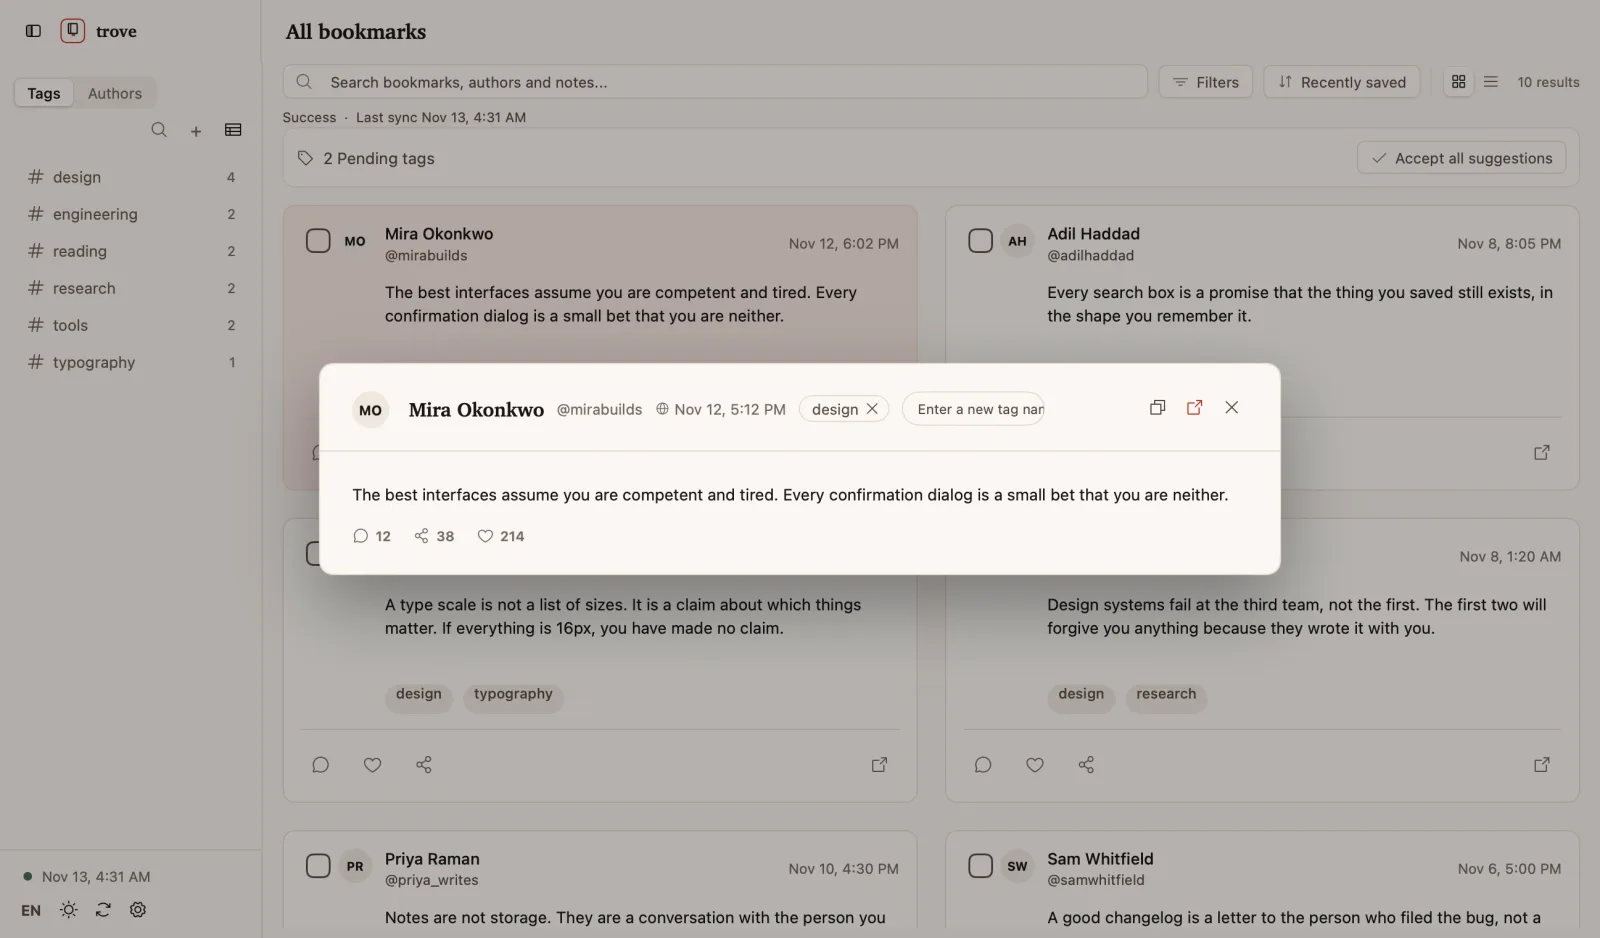 trove
Tags
Authors
design 4
engineering 2
reading 2
research 2
tools 2
typography 1
Nov 13, 4:31 AM
EN
All bookmarks
Search bookmarks, authors and notes...
Filters
Recently saved
10 results
Success · Last sync Nov 13, 4:31 AM
2 Pending tags
Accept all suggestions
MO
Mira Okonkwo
@mirabuilds
Nov 12, 6:02 PM
The best interfaces assume you are competent and tired. Every
confirmation dialog is a small bet that you are neither.
AH
Adil Haddad
@adilhaddad
Nov 8, 8:05 PM
Every search box is a promise that the thing you saved still exists, in
the shape you remember it.
MO
Mira Okonkwo @mirabuilds Nov 12, 5:12 PM
design
Enter a new tag nar
The best interfaces assume you are competent and tired. Every confirmation dialog is a small bet that you are neither.
12 38 214
A type scale is not a list of sizes. It is a claim about which things
matter. If everything is 16px, you have made no claim.
design typography
Nov 8, 1:20 AM
Design systems fail at the third team, not the first. The first two will
forgive you anything because they wrote it with you.
design research
PR
Priya Raman
@priya_writes
Nov 10, 4:30 PM
Notes are not storage. They are a conversation with the person you
SW
Sam Whitfield
@samwhitfield
Nov 6, 5:00 PM
A good changelog is a letter to the person who filed the bug, not a